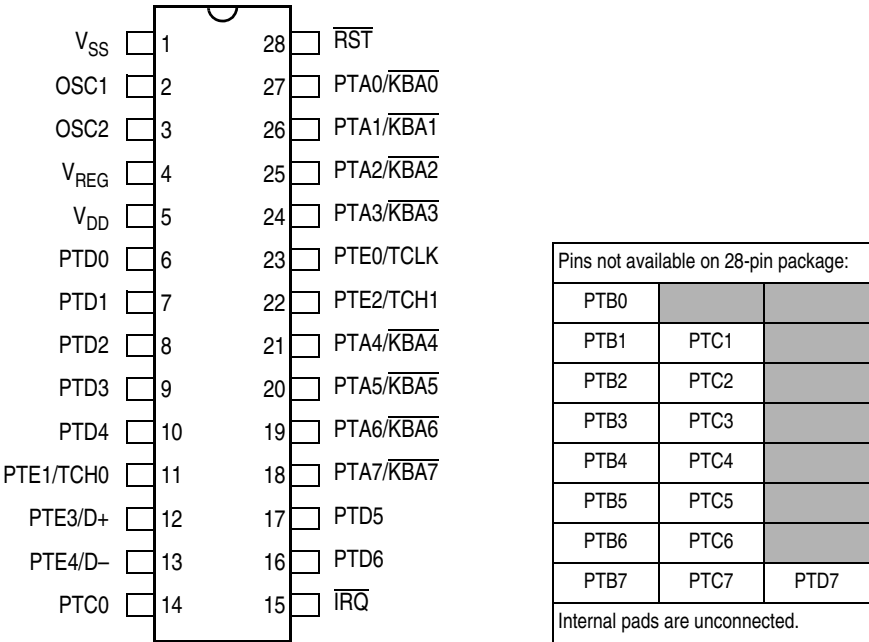 VSS 1 28 RST
OSC1 2 27 PTA0/KBA0
OSC2 3 26 PTA1/KBA1
VREG 4 25 PTA2/KBA2
VDD 5 24 PTA3/KBA3
PTD0 6 23 PTE0/TCLK
PTD1 7 22 PTE2/TCH1
PTD2 8 21 PTA4/KBA4
PTD3 9 20 PTA5/KBA5
PTD4 10 19 PTA6/KBA6
PTE1/TCH0 11 18 PTA7/KBA7
PTE3/D+ 12 17 PTD5
PTE4/D– 13 16 PTD6
PTC0 14 15 IRQ
Pins not available on 28-pin package:
PTB0
PTB1 PTC1
PTB2 PTC2
PTB3 PTC3
PTB4 PTC4
PTB5 PTC5
PTB6 PTC6
PTB7 PTC7 PTD7
Internal pads are unconnected.